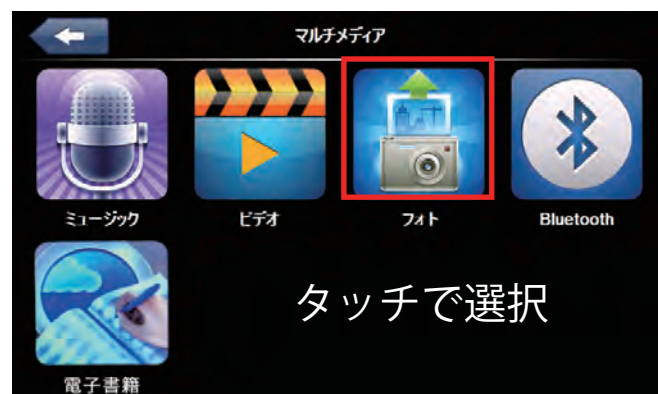 マルチメディア
ミュージック
ビデオ
フォト
Bluetooth
タッチで選択
電子書籍